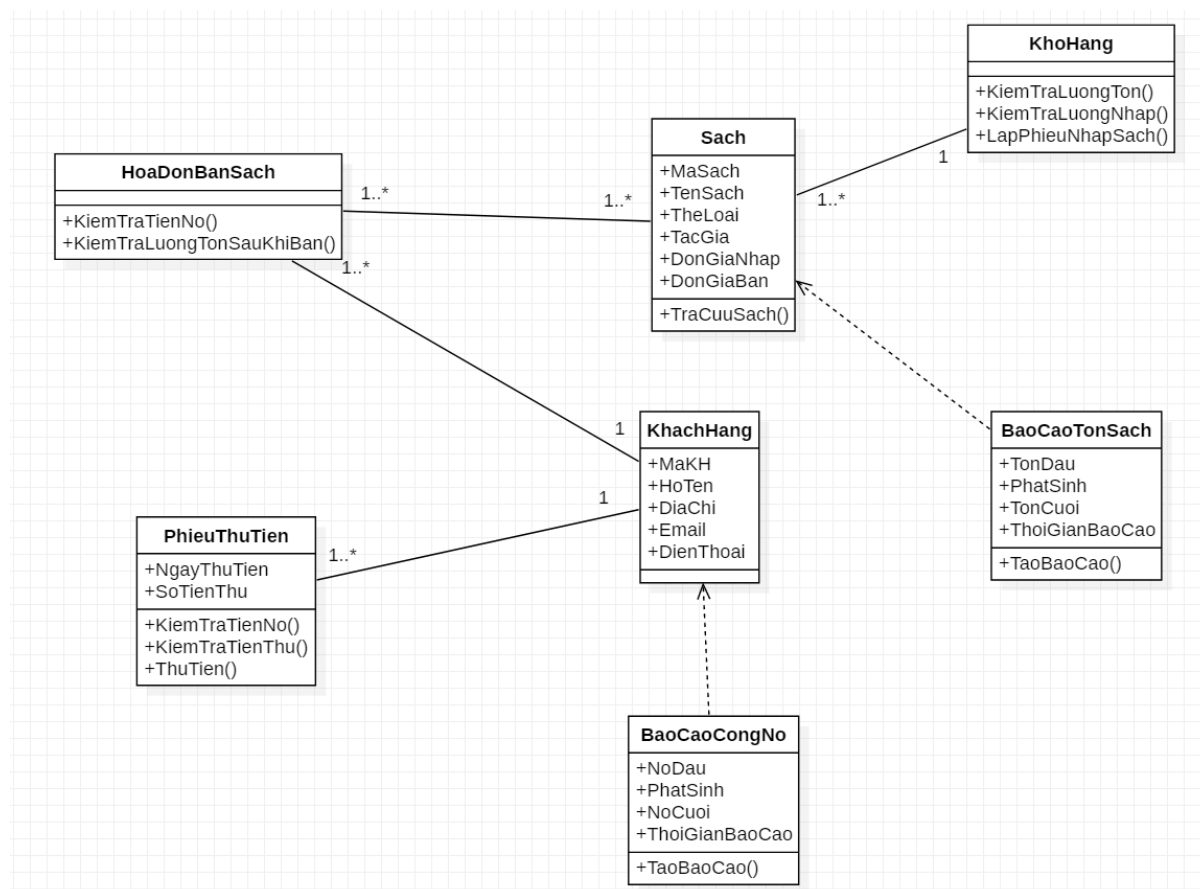 KhoHang
+KiemTraLuongTon()
+KiemTraLuongNhap()
+LapPhieuNhapSach()
1
Sach
+MaSach
+TenSach
+TheLoai
+TacGia
+DonGiaNhap
+DonGiaBan
+TraCuuSach()
1..*
1..*
HoaDonBanSach
+KiemTraTienNo()
+KiemTraLuongTonSauKhiBan()
1..*
1..*
1
KhachHang
+MaKH
+HoTen
+DiaChi
+Email
+DienThoai
1
BaoCaoTonSach
+TonDau
+PhatSinh
+TonCuoi
+ThoiGianBaoCao
+TaoBaoCao()
PhieuThuTien
+NgayThuTien
+SoTienThu
+KiemTraTienNo()
+KiemTraTienThu()
+ThuTien()
1..*
BaoCaoCongNo
+NoDau
+PhatSinh
+NoCuoi
+ThoiGianBaoCao
+TaoBaoCao()